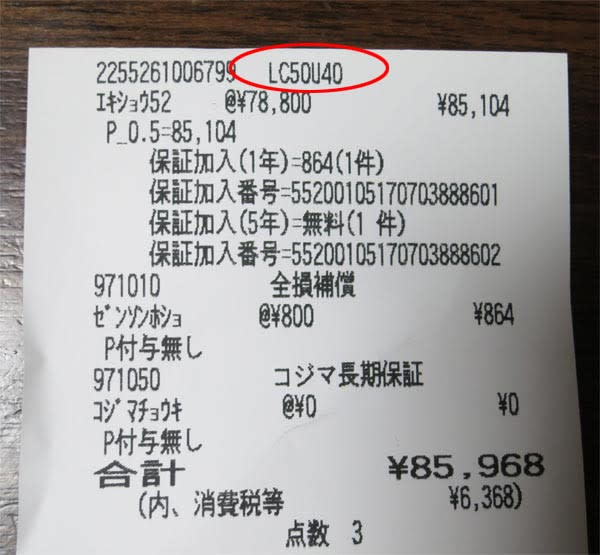 2255261006799 LC50U40
ｴｷｼｮｳ52 @¥78,800 ¥85,104
P_0.5=85,104
保証加入(1年)=864(1件)
保証加入番号=55200105170703888601
保証加入(5年)=無料(1 件)
保証加入番号=55200105170703888602
971010 全損補償
ｾﾞﾝｿﾝﾎｼｮ @¥800 ¥864
P付与無し
971050 コジマ長期保証
ｺｼﾞﾏﾁｮｳｷ @¥0 ¥0
P付与無し
合計 ¥85,968
(内、消費税等 ¥6,368)
点数 3